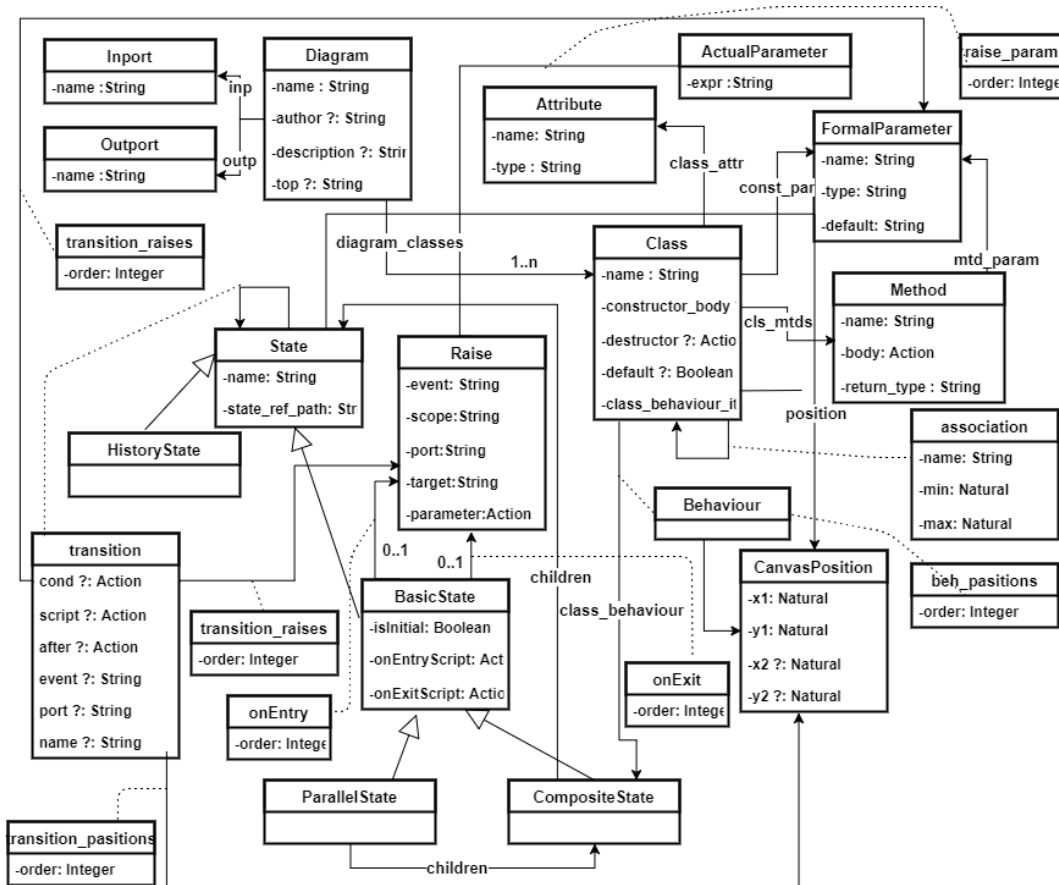 Inport
-name :String
Outport
-name :String
inp
outp
Diagram
-name : String
-author ?: String
-description ?: Strin
-top ?: String
ActualParameter
-expr :String
raise_param
-order: Intege
Attribute
-name: String
-type : String
class_attr
FormalParameter
-name: String
-type: String
-default: String
const_par
mtd_param
transition_raises
-order: Integer
diagram_classes
1..n
Class
-name : String
-constructor_body
-destructor ?: Actio
-default ?: Boolean
-class_behaviour_it
cls_mtds
Method
-name: String
-body: Action
-return_type : String
State
-name: String
-state_ref_path: Str
Raise
-event: String
-scope:String
-port:String
-target:String
-parameter:Action
HistoryState
position
association
-name: String
-min: Natural
-max: Natural
Behaviour
transition
cond ?: Action
script ?: Action
after ?: Action
event ?: String
port ?: String
name ?: String
0..1
0..1
children
class_behaviour
CanvasPosition
-x1: Natural
-y1: Natural
-x2 ?: Natural
-y2 ?: Natural
beh_pasitions
-order: Integer
BasicState
-isInitial: Boolean
-onEntryScript: Act
-onExitScript: Actio
transition_raises
-order: Integer
onEntry
-order: Intege
onExit
-order: Intege
ParallelState
CompositeState
children
transition_pasitions
-order: Integer